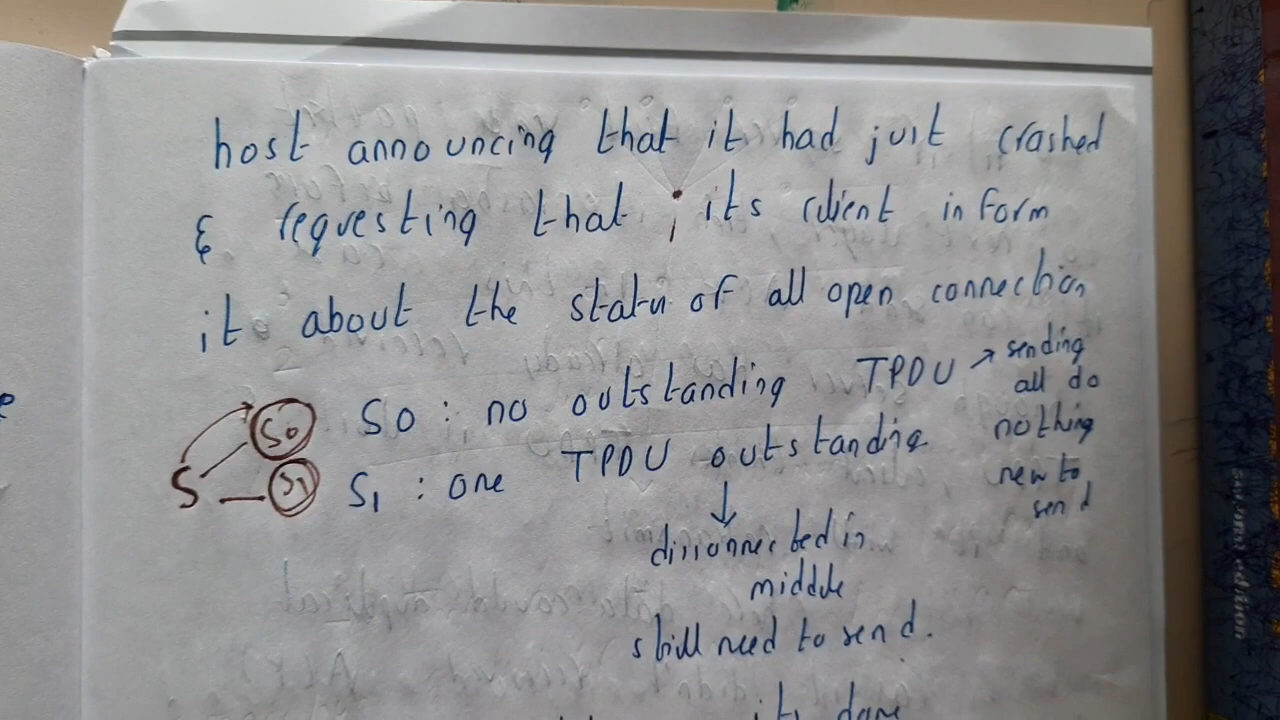 host announcing that it had just crashed
& requesting that , its client inform
it about the status of all open connection
S0 : no outstanding TPDU → sending
all do
nothing
new to
send
S1 : one TPDU outstanding
↓
disconnected in
middle
still need to send.
S S0
S1
edition